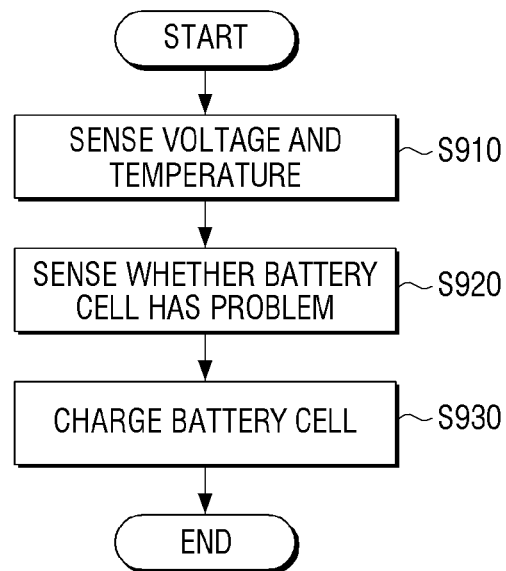 START
SENSE VOLTAGE AND
TEMPERATURE
S910
SENSE WHETHER BATTERY
CELL HAS PROBLEM
S920
CHARGE BATTERY CELL
S930
END